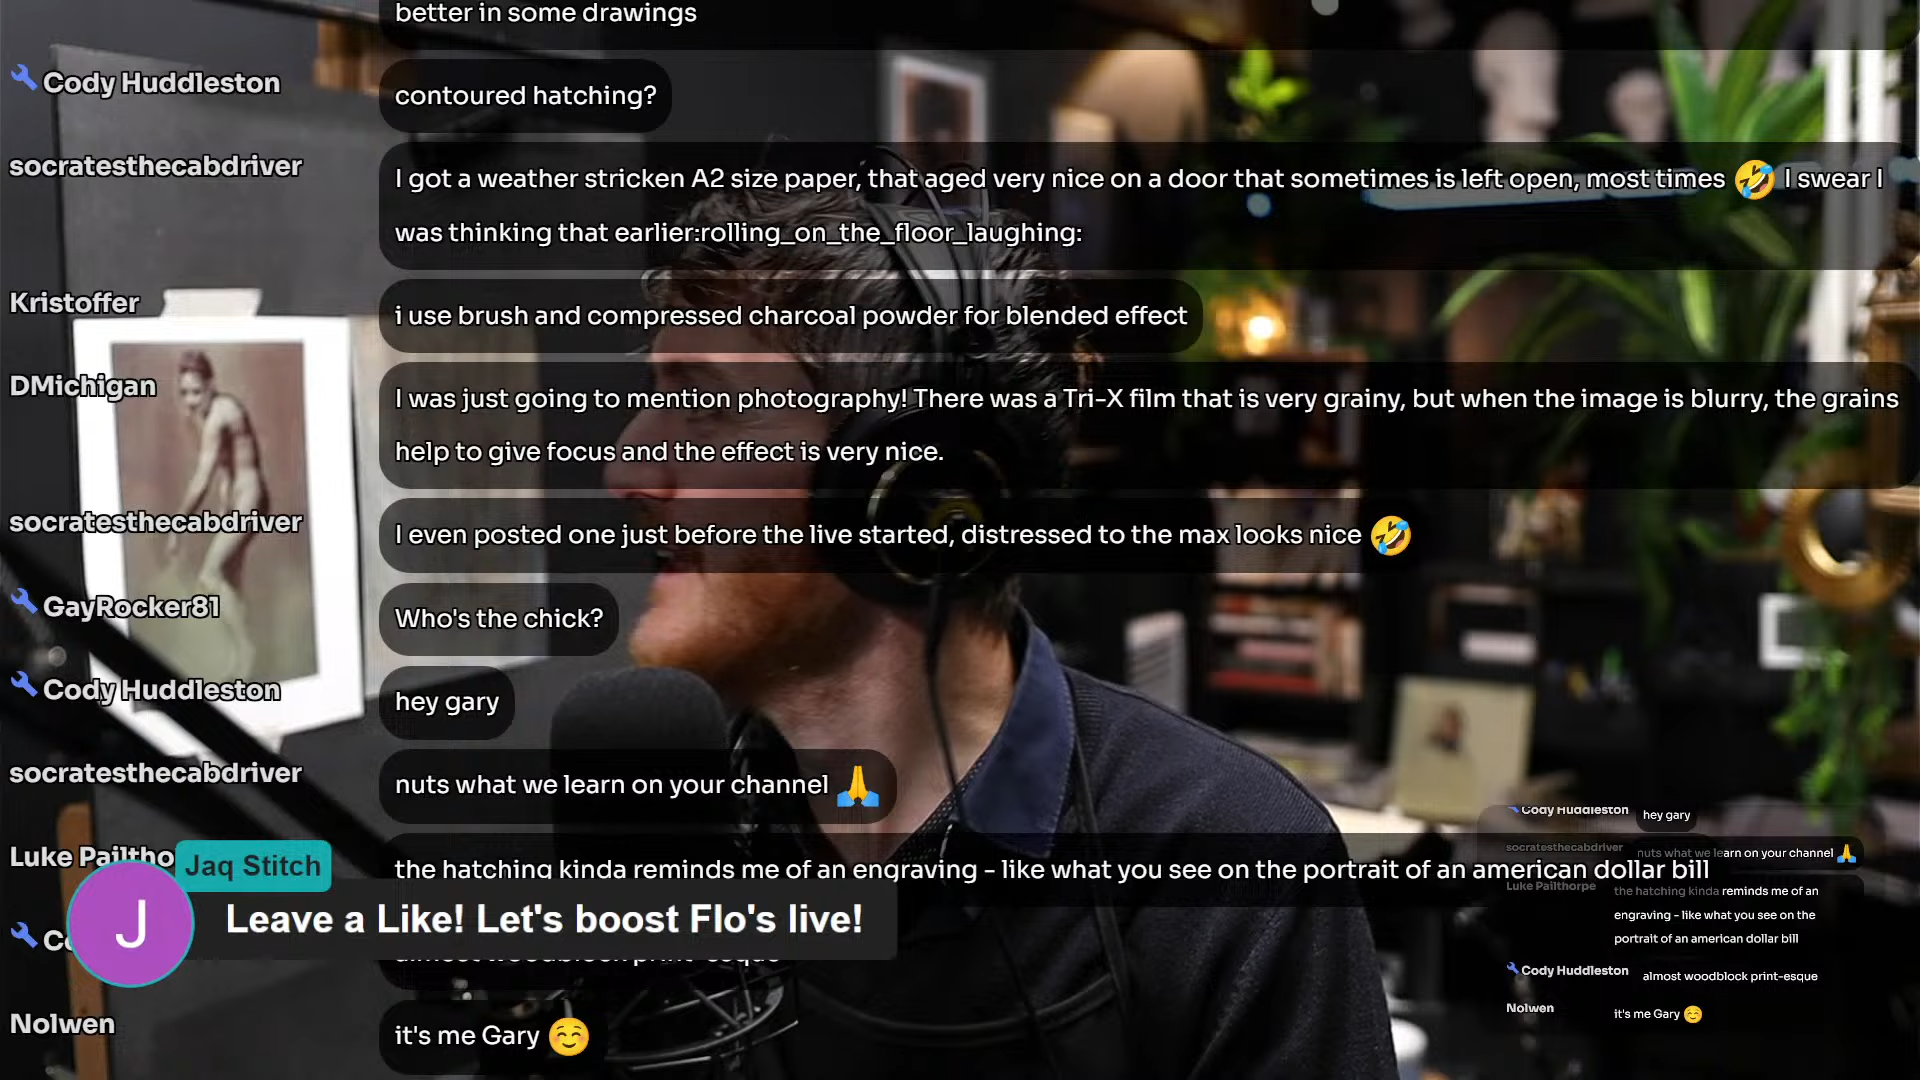 better in some drawings
Cody Huddleston
contoured hatching?
socratesthecabdriver
I got a weather stricken A2 size paper, that aged very nice on a door that sometimes is left open, most times 🤣 I swear I
was thinking that earlier:rolling_on_the_floor_laughing:
Kristoffer
i use brush and compressed charcoal powder for blended effect
DMichigan
I was just going to mention photography! There was a Tri-X film that is very grainy, but when the image is blurry, the grains
help to give focus and the effect is very nice.
socratesthecabdriver
I even posted one just before the live started, distressed to the max looks nice 🤣
GayRocker81
Who's the chick?
Cody Huddleston
hey gary
socratesthecabdriver
nuts what we learn on your channel 🙏
Luke Pailtho
the hatching kinda reminds me of an engraving - like what you see on the portrait of an american dollar bill
Jaq Stitch
J
Leave a Like! Let's boost Flo's live!
almost woodblock print-esque
Nolwen
it's me Gary ☺️
Cody Huddleston
hey gary
socratesthecabdriver
nuts what we learn on your channel 🙏
Luke Pailthorpe
the hatching kinda reminds me of an
engraving - like what you see on the
portrait of an american dollar bill
Cody Huddleston
almost woodblock print-esque
Nolwen
it's me Gary ☺️